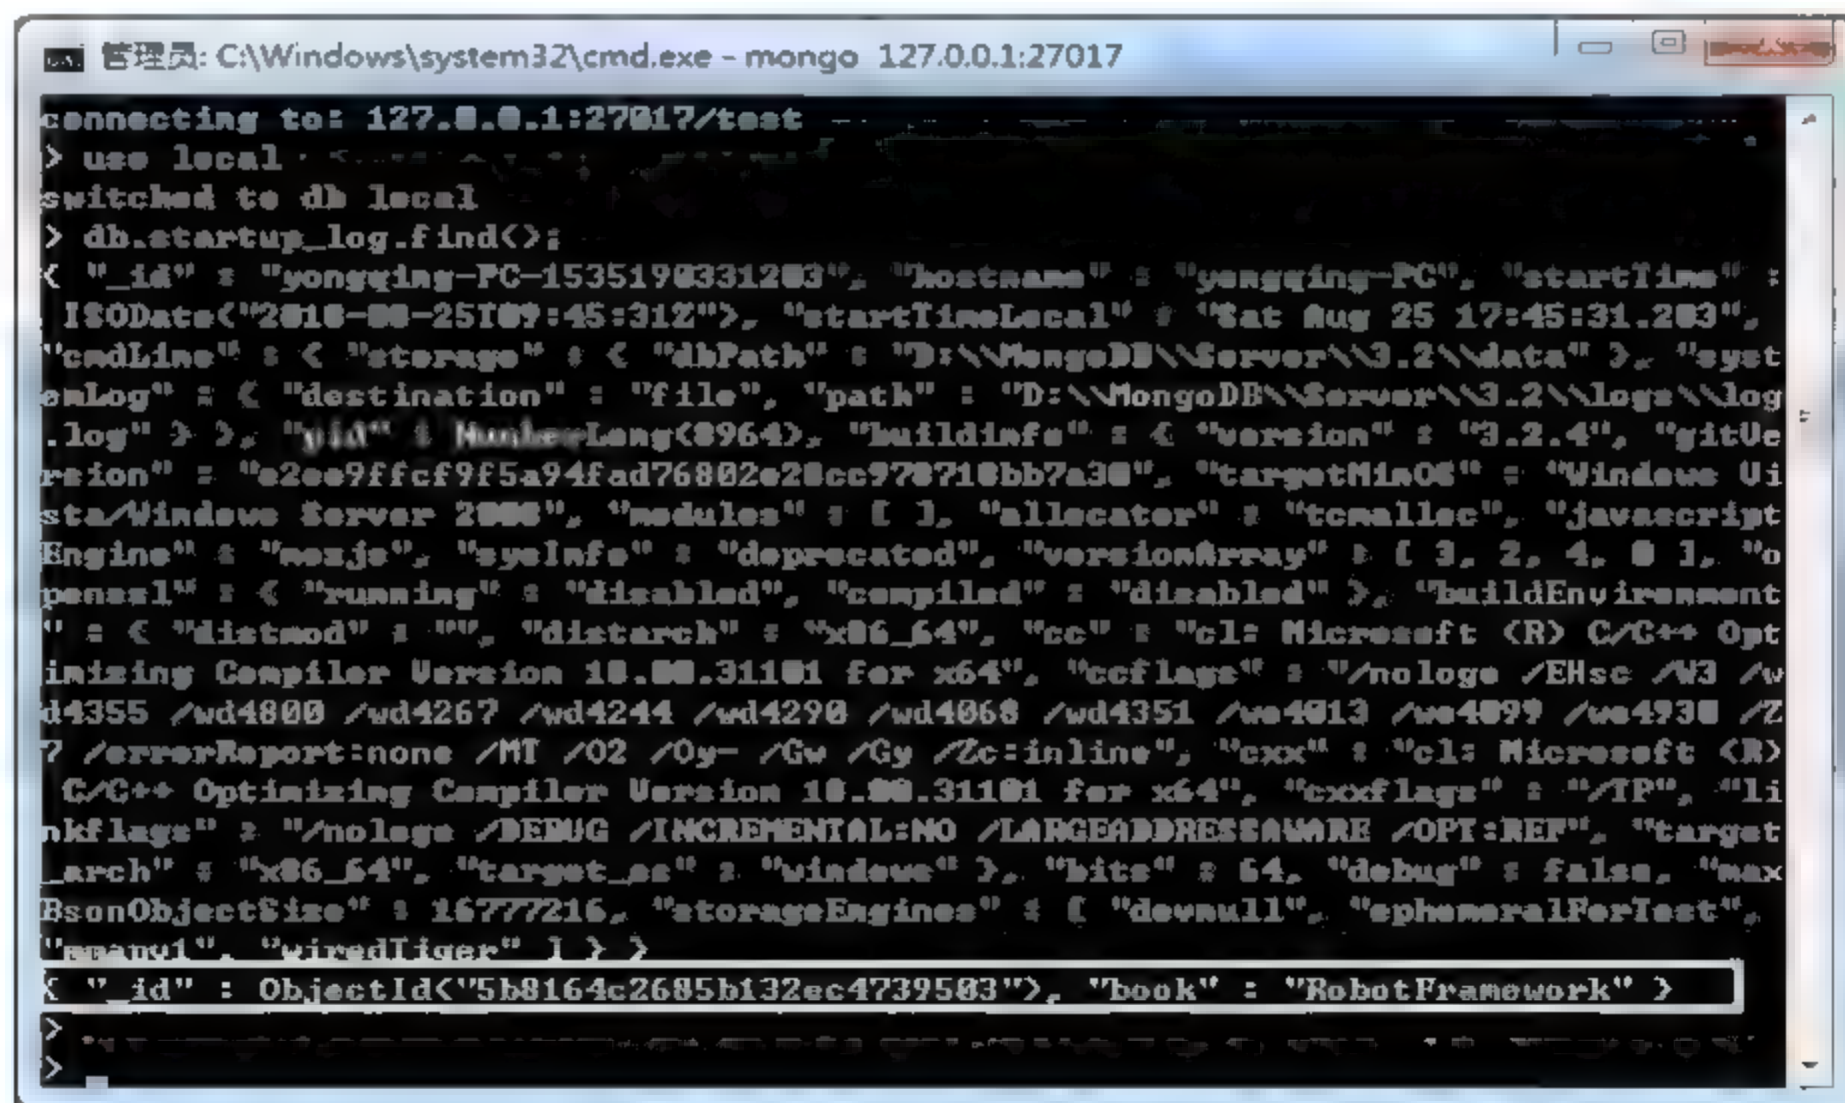 管理员: C:\Windows\system32\cmd.exe - mongo  127.0.0.1:27017
connecting to: 127.0.0.1:27017/test
> use local
switched to db local
> db.startup_log.find();
{ "_id" : "yongqing-PC-1535190331203", "hostname" : "yongqing-PC", "startTime" :
 ISODate("2018-08-25T09:45:31Z"), "startTimeLocal" : "Sat Aug 25 17:45:31.203",
"cmdLine" : { "storage" : { "dbPath" : "D:\\MongoDB\\Server\\3.2\\data" }, "syst
emLog" : { "destination" : "file", "path" : "D:\\MongoDB\\Server\\3.2\\logs\\log
.log" } }, "pid" : NumberLong(8964), "buildinfo" : { "version" : "3.2.4", "gitVe
rsion" : "e2ee9ffcf9f5a94fad76802e28cc978718bb7a30", "targetMinOS" : "Windows Vi
sta/Windows Server 2008", "modules" : [ ], "allocator" : "tcmalloc", "javascript
Engine" : "mozjs", "sysInfo" : "deprecated", "versionArray" : [ 3, 2, 4, 0 ], "o
penssl" : { "running" : "disabled", "compiled" : "disabled" }, "buildEnvironment
" : { "distmod" : "", "distarch" : "x86_64", "cc" : "cl: Microsoft (R) C/C++ Opt
imizing Compiler Version 18.00.31101 for x64", "ccflags" : "/nologo /EHsc /W3 /w
d4355 /wd4800 /wd4267 /wd4244 /wd4290 /wd4068 /wd4351 /we4013 /we4099 /we4930 /Z
7 /errorReport:none /MT /O2 /Oy- /Gw /Gy /Zc:inline", "cxx" : "cl: Microsoft (R)
 C/C++ Optimizing Compiler Version 18.00.31101 for x64", "cxxflags" : "/TP", "li
nkflags" : "/nologo /DEBUG /INCREMENTAL:NO /LARGEADDRESSAWARE /OPT:REF", "target
_arch" : "x86_64", "target_os" : "windows" }, "bits" : 64, "debug" : false, "max
BsonObjectSize" : 16777216, "storageEngines" : [ "devnull", "ephemeralForTest",
"mmapv1", "wiredTiger" ] } }
{ "_id" : ObjectId("5b8164c2685b132ec4739503"), "book" : "RobotFramework" }
>
>